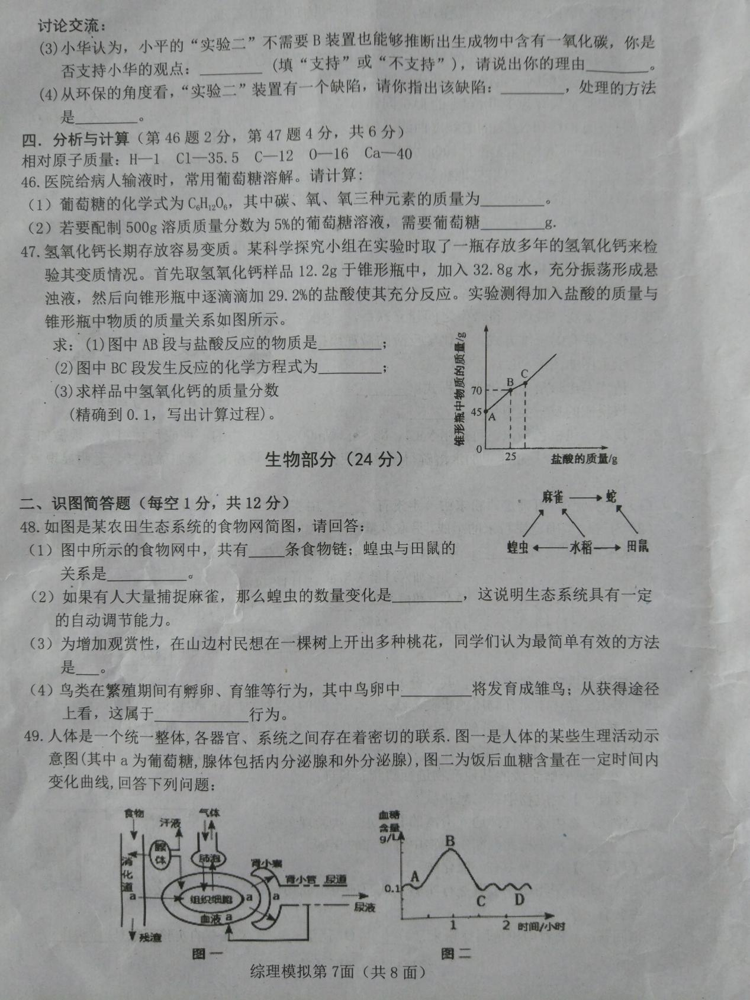 讨论交流：
(3)小华认为，小平的“实验二”不需要B装置也能够推断出生成物中含有一氧化碳，你是
否支持小华的观点：________ (填“支持”或“不支持”)，请说出你的理由________。
(4)从环保的角度看，“实验二”装置有一个缺陷，请你指出该缺陷：________，处理的方法
是________。
四．分析与计算（第46题2分，第47题4分，共6分）
相对原子质量：H—1 Cl—35.5 C—12 O—16 Ca—40
46.医院给病人输液时，常用葡萄糖溶解。请计算：
（1）葡萄糖的化学式为C₆H₁₂O₆，其中碳、氧、氧三种元素的质量为________。
（2）若要配制500g溶质质量分数为5%的葡萄糖溶液，需要葡萄糖________g.
47.氢氧化钙长期存放容易变质。某科学探究小组在实验时取了一瓶存放多年的氢氧化钙来检
验其变质情况。首先取氢氧化钙样品12.2g于锥形瓶中，加入32.8g水，充分振荡形成悬
浊液，然后向锥形瓶中逐滴滴加29.2%的盐酸使其充分反应。实验测得加入盐酸的质量与
锥形瓶中物质的质量关系如图所示。
求：(1)图中AB段与盐酸反应的物质是________；
(2)图中BC段发生反应的化学方程式为________；
(3)求样品中氢氧化钙的质量分数
(精确到0.1，写出计算过程)。
锥形瓶中物质的质量/g
70
45
0
A
B
C
25
盐酸的质量/g
生物部分（24分）
二、识图简答题（每空1分，共12分）
48.如图是某农田生态系统的食物网简图，请回答：
（1）图中所示的食物网中，共有____条食物链；蝗虫与田鼠的
关系是__________。
麻雀 蛇
蝗虫 水稻 田鼠
（2）如果有人大量捕捉麻雀，那么蝗虫的数量变化是_________，这说明生态系统具有一定
的自动调节能力。
（3）为增加观赏性，在山边村民想在一棵树上开出多种桃花，同学们认为最简单有效的方法
是___。
（4）鸟类在繁殖期间有孵卵、育雏等行为，其中鸟卵中_________将发育成雏鸟；从获得途径
上看，这属于____________行为。
49.人体是一个统一整体,各器官、系统之间存在着密切的联系.图一是人体的某些生理活动示
意图(其中a为葡萄糖,腺体包括内分泌腺和外分泌腺),图二为饭后血糖含量在一定时间内
变化曲线,回答下列问题：
食物
汗液
气体
腺体
消化道
肺泡
肾小囊
肾小管 尿道
a
组织细胞
a
a
血液 a
尿液
残渣
图一
血糖
含量
g/L
0.1
A
B
C
D
1
2
时间/小时
图二
综理模拟第7面（共8面）